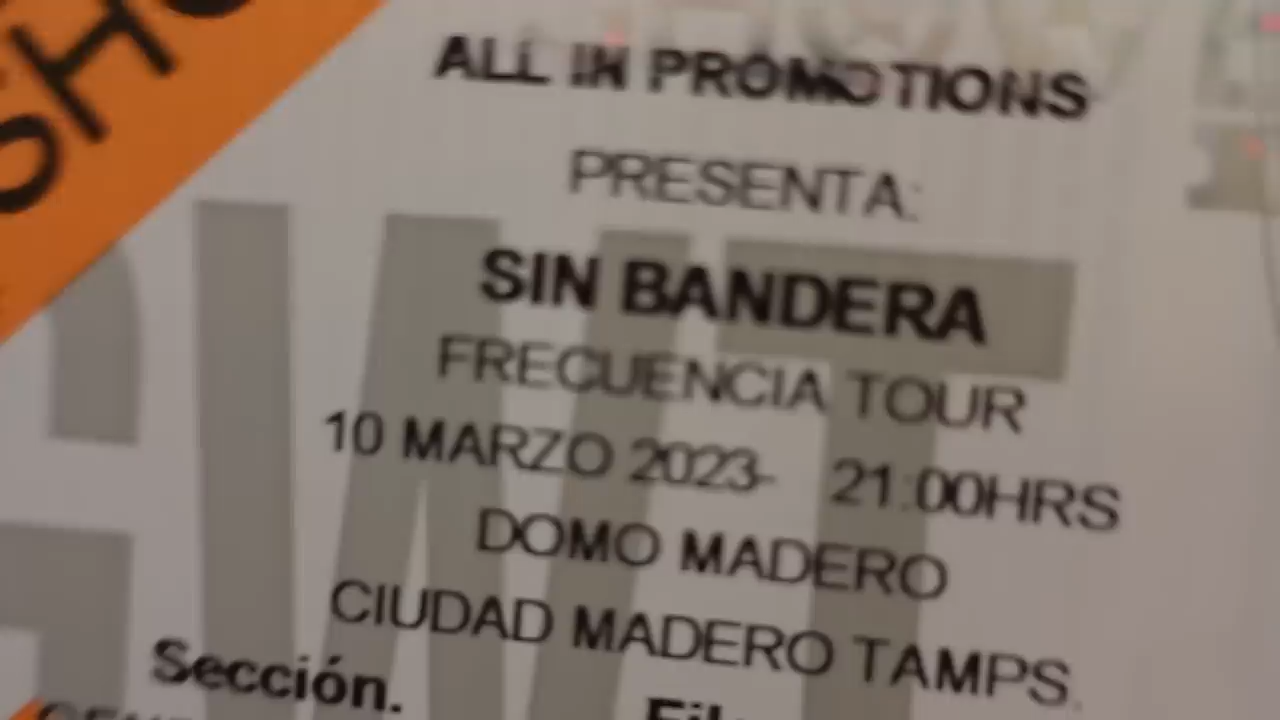 ALL IN PROMOTIONS
PRESENTA:
SIN BANDERA
FRECUENCIA TOUR
10 MARZO 2023- 21:00HRS
DOMO MADERO
CIUDAD MADERO TAMPS.
Sección.